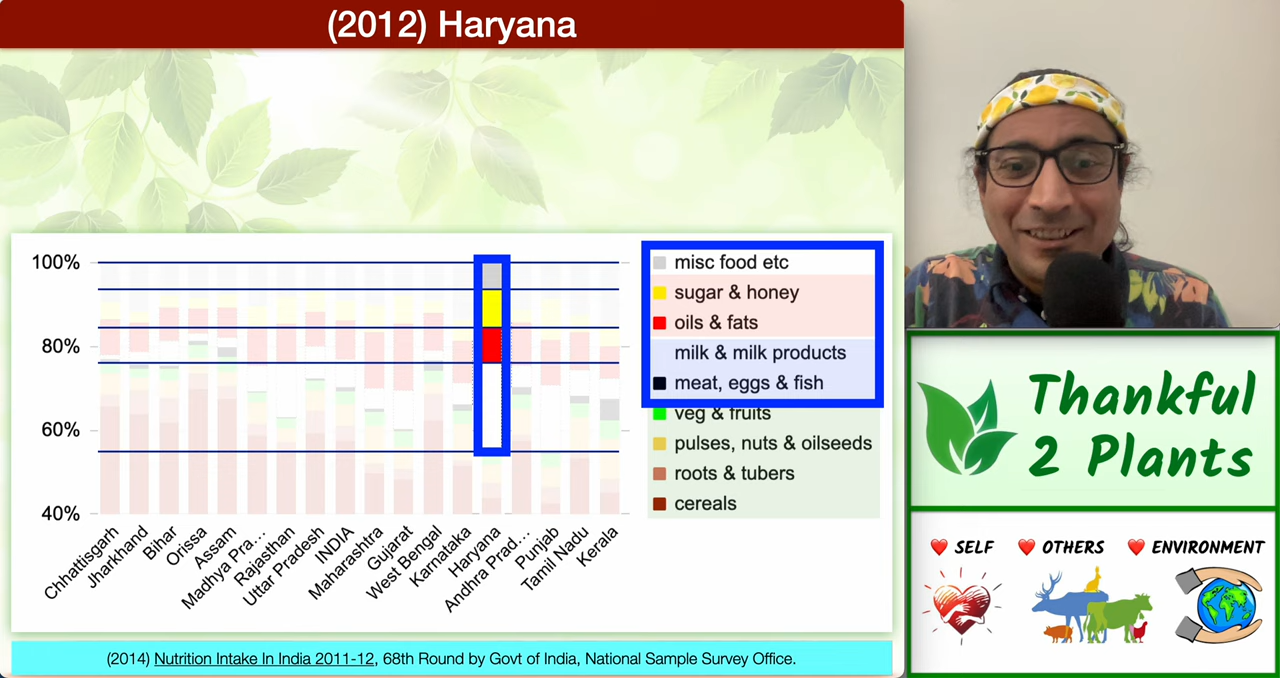 (2012) Haryana
100%
80%
60%
40%
Chhattisgarh
Jharkhand
Bihar
Orissa
Assam
Madhya Pra...
Rajasthan
Uttar Pradesh
INDIA
Maharashtra
Gujarat
West Bengal
Karnataka
Haryana
Andhra Prad...
Punjab
Tamil Nadu
Kerala
misc food etc
sugar & honey
oils & fats
milk & milk products
meat, eggs & fish
veg & fruits
pulses, nuts & oilseeds
roots & tubers
cereals
(2014) Nutrition Intake In India 2011-12, 68th Round by Govt of India, National Sample Survey Office.
Thankful
2 Plants
SELF
OTHERS
ENVIRONMENT